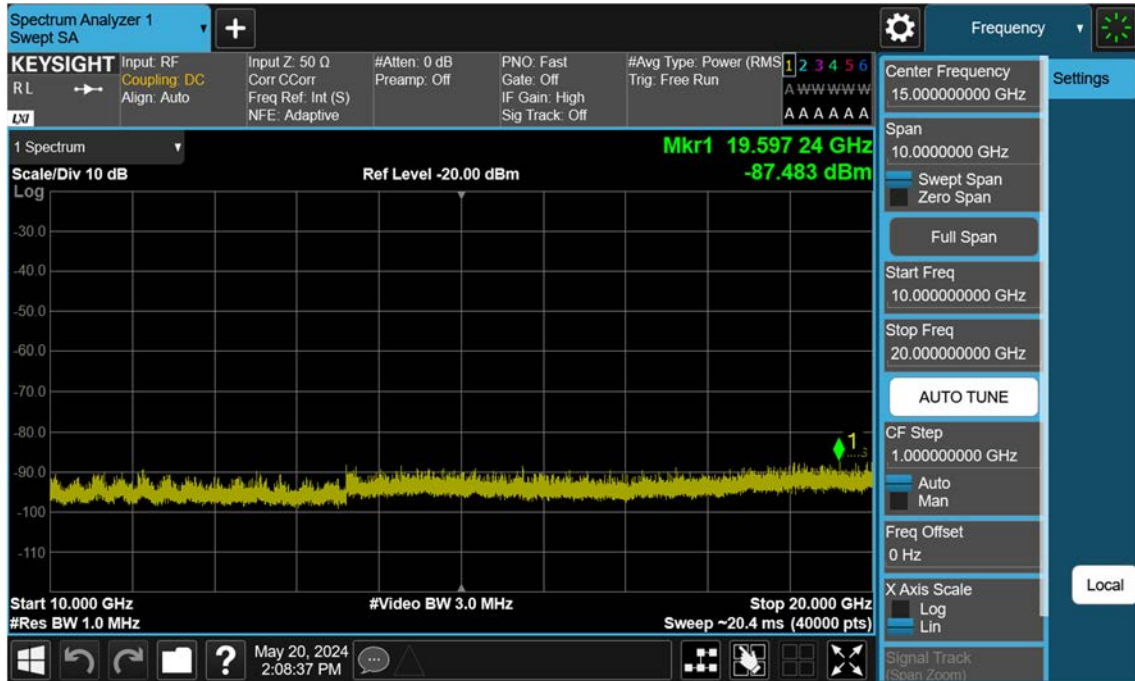 Spectrum Analyzer 1
Swept SA
Frequency
KEYSIGHT
R L
LXI
Input: RF
Coupling: DC
Align: Auto
Input Z: 50 Ω
Corr CCorr
Freq Ref: Int (S)
NFE: Adaptive
#Atten: 0 dB
Preamp: Off
PNO: Fast
Gate: Off
IF Gain: High
Sig Track: Off
#Avg Type: Power (RMS
Trig: Free Run
1 2 3 4 5 6
A W W W W W
A A A A A A
1 Spectrum
Mkr1 19.597 24 GHz
Scale/Div 10 dB
Ref Level -20.00 dBm
-87.483 dBm
Log
-30.0
-40.0
-50.0
-60.0
-70.0
-80.0
-90.0
-100
-110
1
Start 10.000 GHz
#Video BW 3.0 MHz
Stop 20.000 GHz
#Res BW 1.0 MHz
Sweep ~20.4 ms (40000 pts)
Center Frequency
15.000000000 GHz
Span
10.0000000 GHz
Swept Span
Zero Span
Full Span
Start Freq
10.000000000 GHz
Stop Freq
20.000000000 GHz
AUTO TUNE
CF Step
1.000000000 GHz
Auto
Man
Freq Offset
0 Hz
X Axis Scale
Log
Lin
Signal Track
(Span Zoom)
Settings
Local
?
May 20, 2024
2:08:37 PM